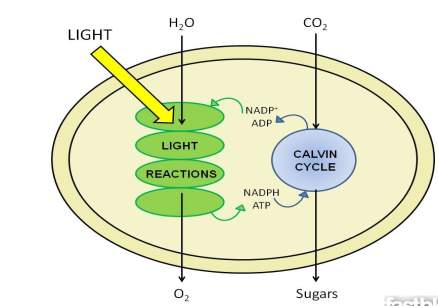 H₂O
CO₂
LIGHT
NADP⁺
ADP
LIGHT
REACTIONS
CALVIN
CYCLE
NADPH
ATP
O₂
Sugars